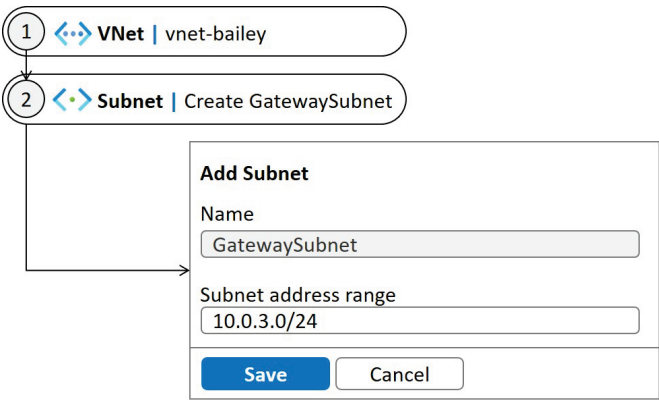 1 VNet | vnet-bailey
2 Subnet | Create GatewaySubnet
Add Subnet
Name
GatewaySubnet
Subnet address range
10.0.3.0/24
Save Cancel